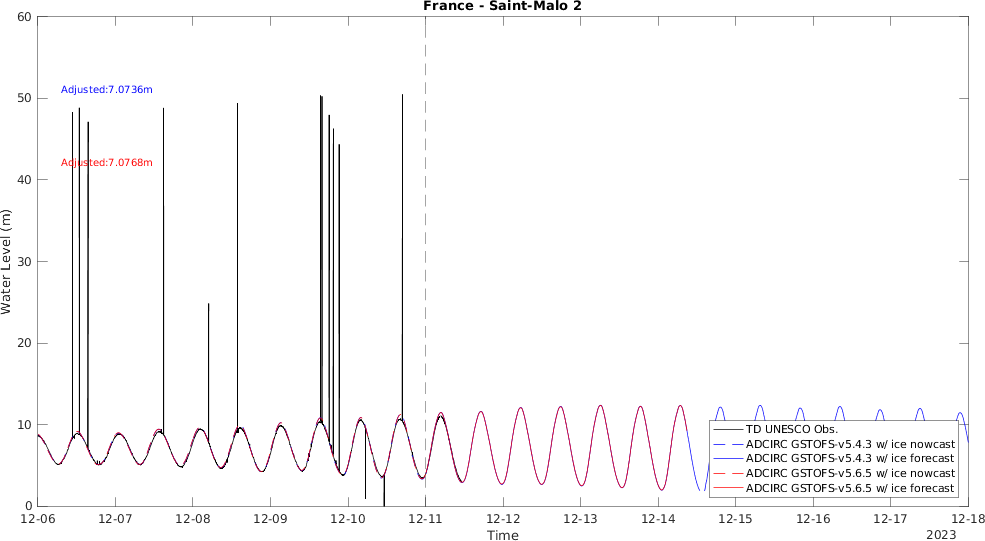 France - Saint-Malo 2
60
50
40
30
20
10
0
Water Level (m)
Adjusted:7.0736m
Adjusted:7.0768m
TD UNESCO Obs.
ADCIRC GSTOFS-v5.4.3 w/ ice nowcast
ADCIRC GSTOFS-v5.4.3 w/ ice forecast
ADCIRC GSTOFS-v5.6.5 w/ ice nowcast
ADCIRC GSTOFS-v5.6.5 w/ ice forecast
12-06 12-07 12-08 12-09 12-10 12-11 12-12 12-13 12-14 12-15 12-16 12-17 12-18
Time
2023